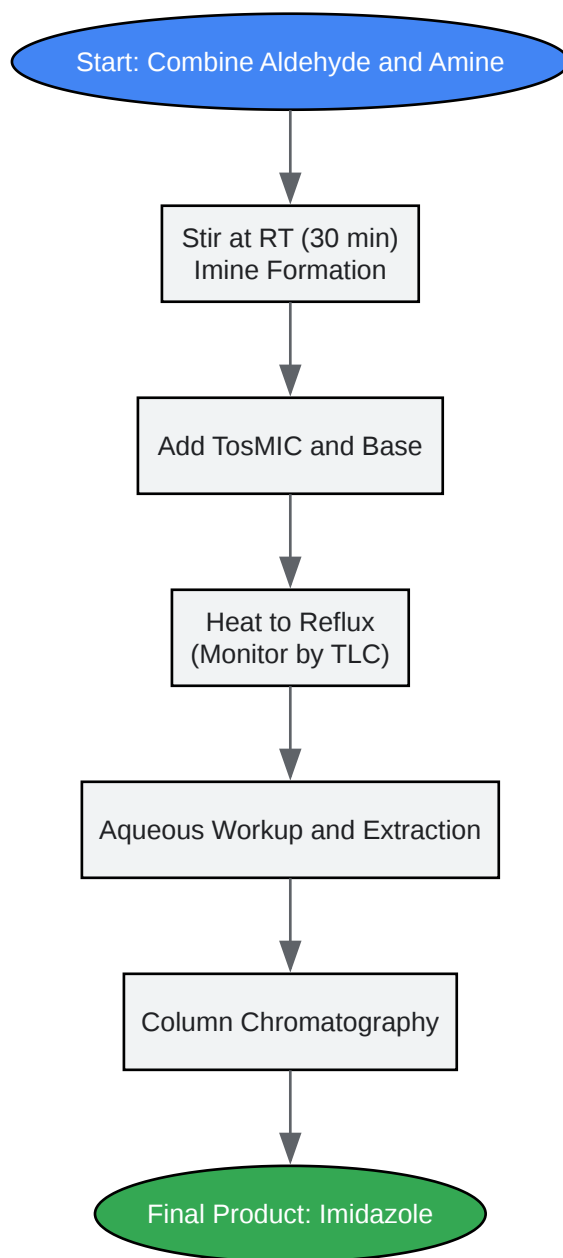 Start: Combine Aldehyde and Amine
Stir at RT (30 min)
Imine Formation
Add TosMIC and Base
Heat to Reflux
(Monitor by TLC)
Aqueous Workup and Extraction
Column Chromatography
Final Product: Imidazole